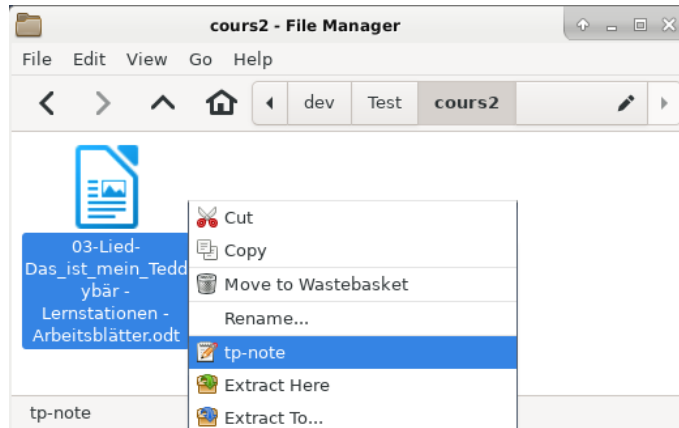 cours2 - File Manager
File Edit View Go Help
dev Test cours2
03-Lied-
Das_ist_mein_Tedd
ybär -
Lernstationen -
Arbeitsblätter.odt
Cut
Copy
Move to Wastebasket
Rename...
tp-note
Extract Here
Extract To...
tp-note